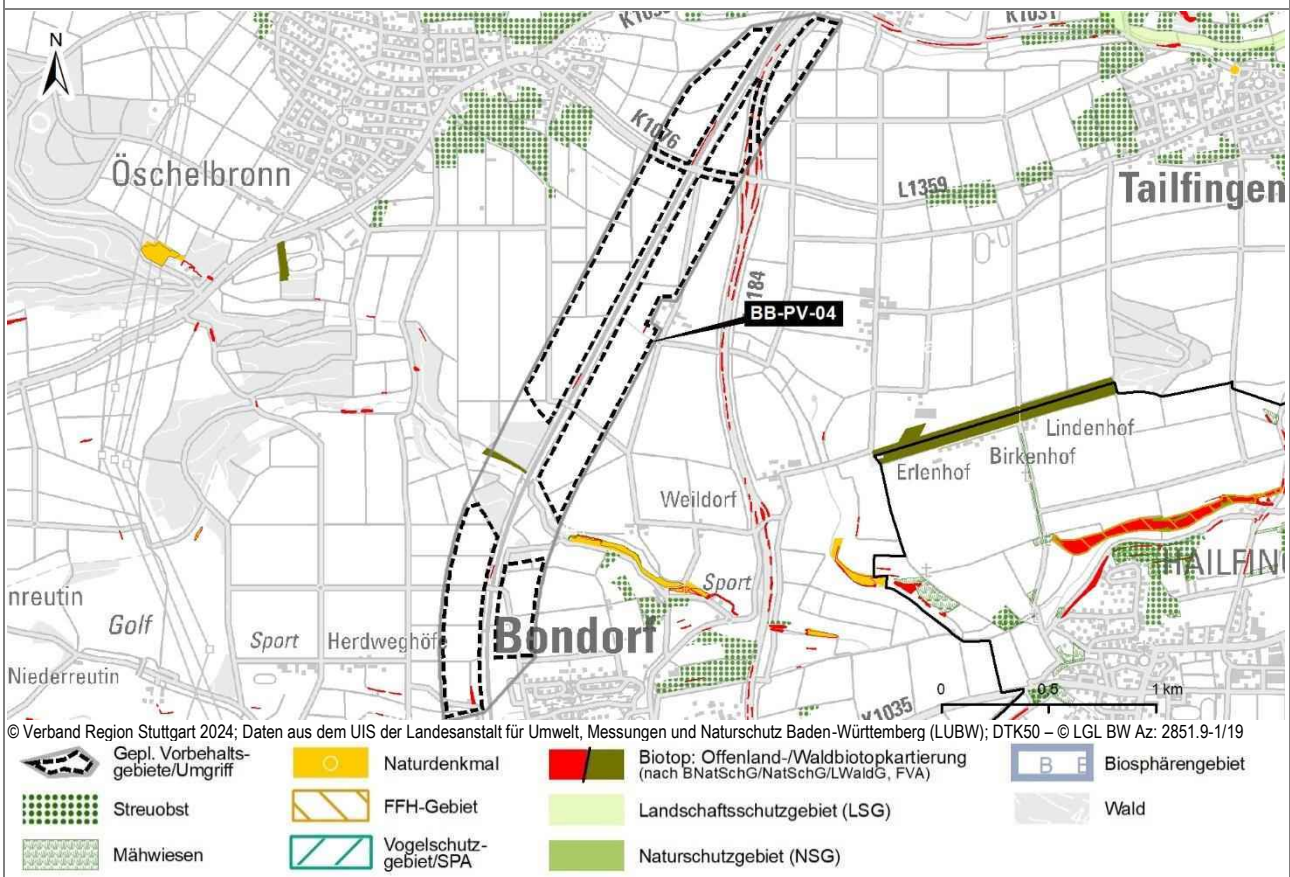 K1031
N
Öschelbronn
K1076
L1359
Tailfingen
184
BB-PV-04
Lindenhof
Birkenhof
Erlenhof
Weildorf
HAILFING
nreutin
Golf
Sport
Herdweghöfe
Bondorf
Sport
Niederreutin
K1035
0 0,5 1 km
© Verband Region Stuttgart 2024; Daten aus dem UIS der Landesanstalt für Umwelt, Messungen und Naturschutz Baden-Württemberg (LUBW); DTK50 – © LGL BW Az: 2851.9-1/19
Gepl. Vorbehalts-
gebiete/Umgriff
Naturdenkmal
Biotop: Offenland-/Waldbiotopkartierung
(nach BNatSchG/NatSchG/LWaldG, FVA)
B E
Biosphärengebiet
Streuobst
FFH-Gebiet
Landschaftsschutzgebiet (LSG)
Wald
Mähwiesen
Vogelschutz-
gebiet/SPA
Naturschutzgebiet (NSG)